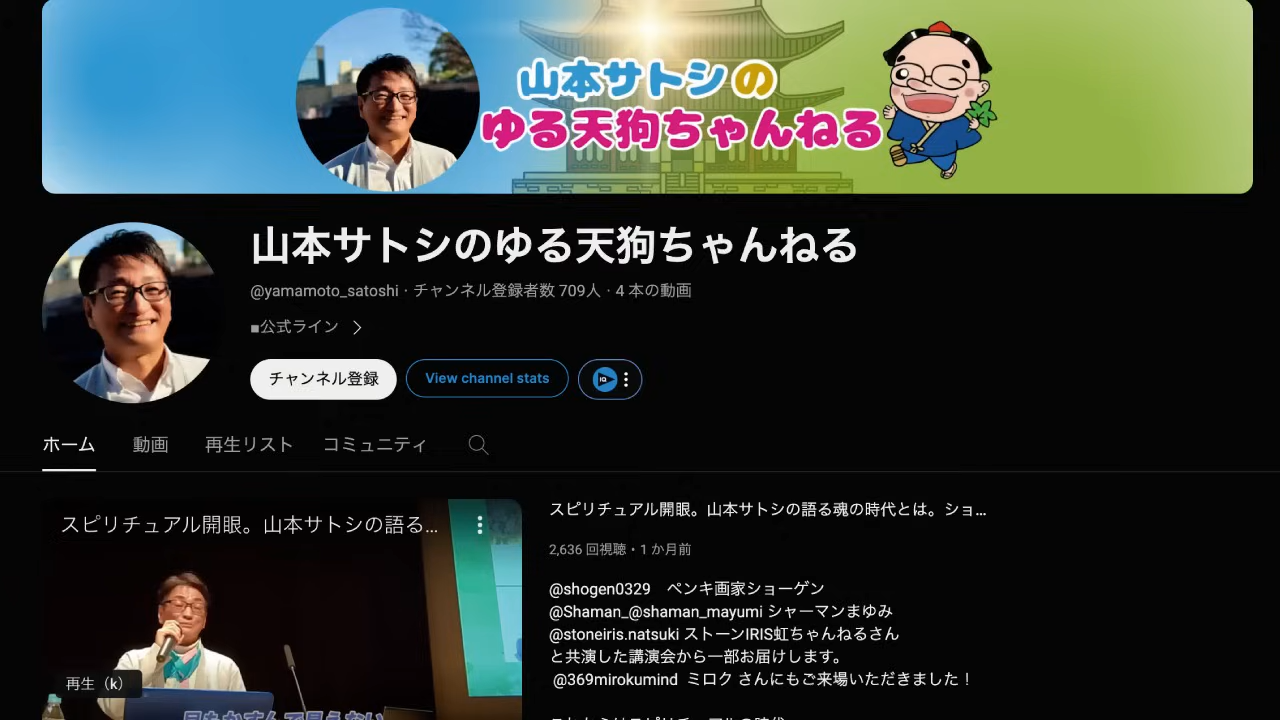 山本サトシの
ゆる天狗ちゃんねる
山本サトシのゆる天狗ちゃんねる
@yamamoto_satoshi · チャンネル登録者数 709人 · 4 本の動画
■公式ライン
チャンネル登録
View channel stats
IQ
ホーム
動画
再生リスト
コミュニティ
スピリチュアル開眼。山本サトシの語る...
再生（k）
スピリチュアル開眼。山本サトシの語る魂の時代とは。ショ...
2,636 回視聴・1 か月前
@shogen0329　ペンキ画家ショーゲン
@Shaman_@shaman_mayumi シャーマンまゆみ
@stoneiris.natsuki ストーンIRIS虹ちゃんねるさん
と共演した講演会から一部お届けします。
@369mirokumind ミロク さんにもご来場いただきました！